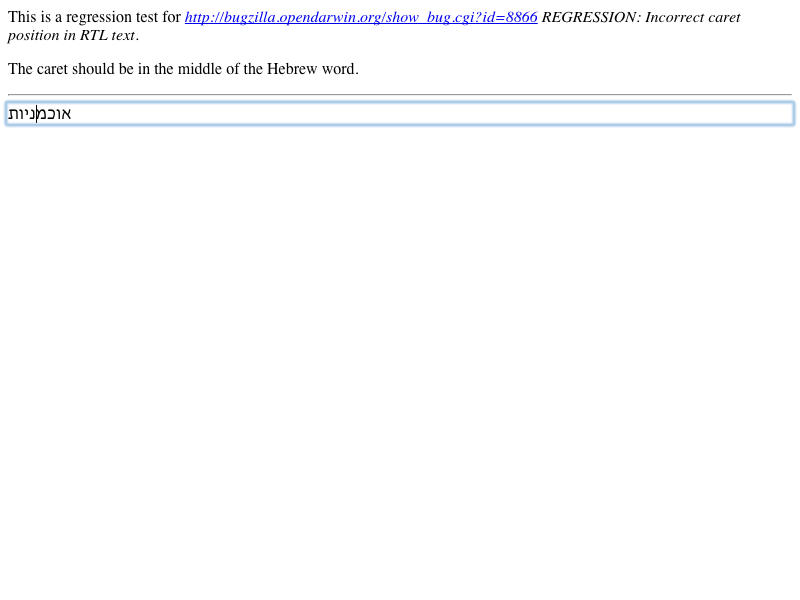 This is a regression test for http://bugzilla.opendarwin.org/show_bug.cgi?id=8866 REGRESSION: Incorrect caret
position in RTL text.
The caret should be in the middle of the Hebrew word.
אוכמניות